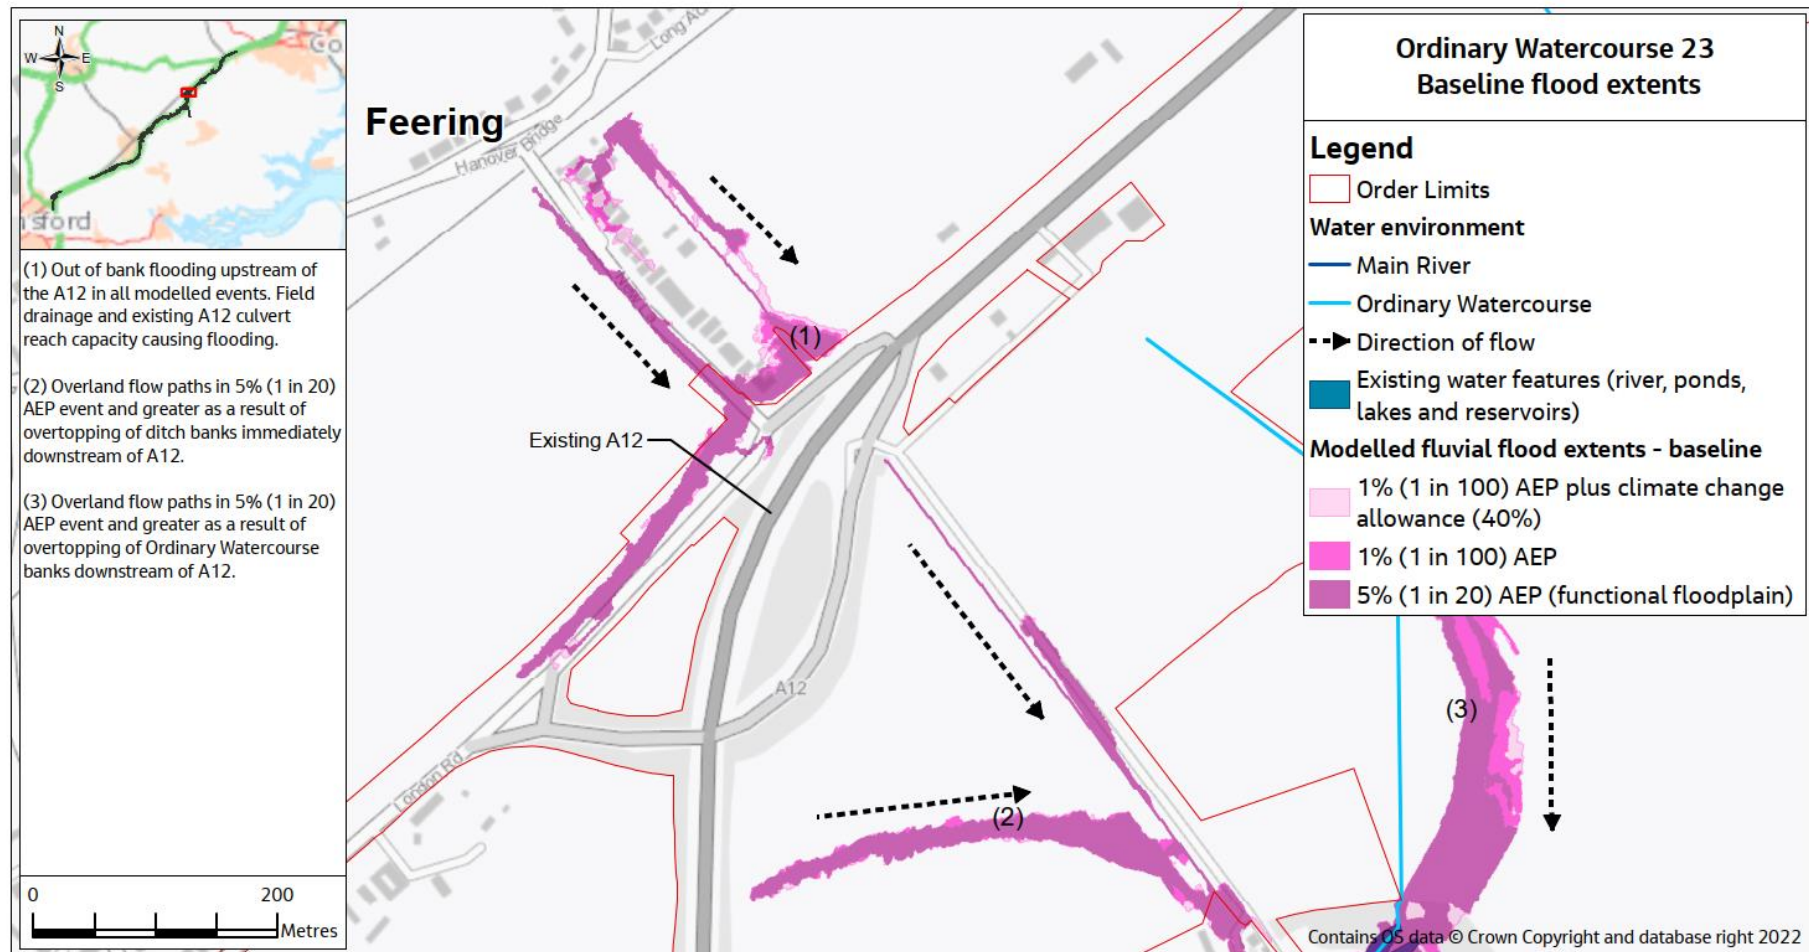 N
W E
S
Co
nsford
(1) Out of bank flooding upstream of
the A12 in all modelled events. Field
drainage and existing A12 culvert
reach capacity causing flooding.
(2) Overland flow paths in 5% (1 in 20)
AEP event and greater as a result of
overtopping of ditch banks immediately
downstream of A12.
(3) Overland flow paths in 5% (1 in 20)
AEP event and greater as a result of
overtopping of Ordinary Watercourse
banks downstream of A12.
0 200
Metres
Feering
Hanover Bridge
Long
(1)
Existing A12
A12
London Rd
(2)
(3)
Ordinary Watercourse 23
Baseline flood extents
Legend
Order Limits
Water environment
Main River
Ordinary Watercourse
Direction of flow
Existing water features (river, ponds,
lakes and reservoirs)
Modelled fluvial flood extents - baseline
1% (1 in 100) AEP plus climate change
allowance (40%)
1% (1 in 100) AEP
5% (1 in 20) AEP (functional floodplain)
Contains OS data © Crown Copyright and database right 2022